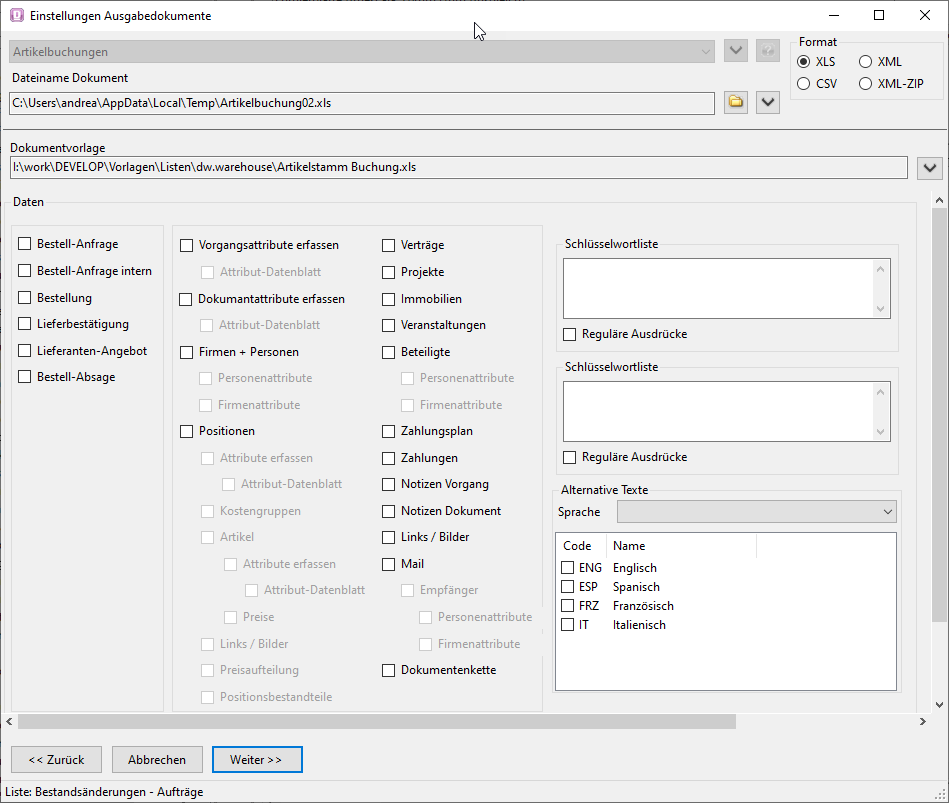 Einstellungen Ausgabedokumente
Artikelbuchungen
Format
XLS
XML
CSV
XML-ZIP
Dateiname Dokument
C:\Users\andrea\AppData\Local\Temp\Artikelbuchung02.xls
Dokumentvorlage
I:\work\DEVELOP\Vorlagen\Listen\dw.warehouse\Artikelstamm Buchung.xls
Daten
Bestell-Anfrage
Bestell-Anfrage intern
Bestellung
Lieferbestätigung
Lieferanten-Angebot
Bestell-Absage
Vorgangsattribute erfassen
Attribut-Datenblatt
Dokumantattribute erfassen
Attribut-Datenblatt
Firmen + Personen
Personenattribute
Firmenattribute
Positionen
Attribute erfassen
Attribut-Datenblatt
Kostengruppen
Artikel
Attribute erfassen
Attribut-Datenblatt
Preise
Links / Bilder
Preisaufteilung
Positionsbestandteile
Verträge
Projekte
Immobilien
Veranstaltungen
Beteiligte
Personenattribute
Firmenattribute
Zahlungsplan
Zahlungen
Notizen Vorgang
Notizen Dokument
Links / Bilder
Mail
Empfänger
Personenattribute
Firmenattribute
Dokumentenkette
Schlüsselwortliste
Reguläre Ausdrücke
Schlüsselwortliste
Reguläre Ausdrücke
Alternative Texte
Sprache
Code Name
ENG Englisch
ESP Spanisch
FRZ Französisch
IT Italienisch
<< Zurück
Abbrechen
Weiter >>
Liste: Bestandsänderungen - Aufträge